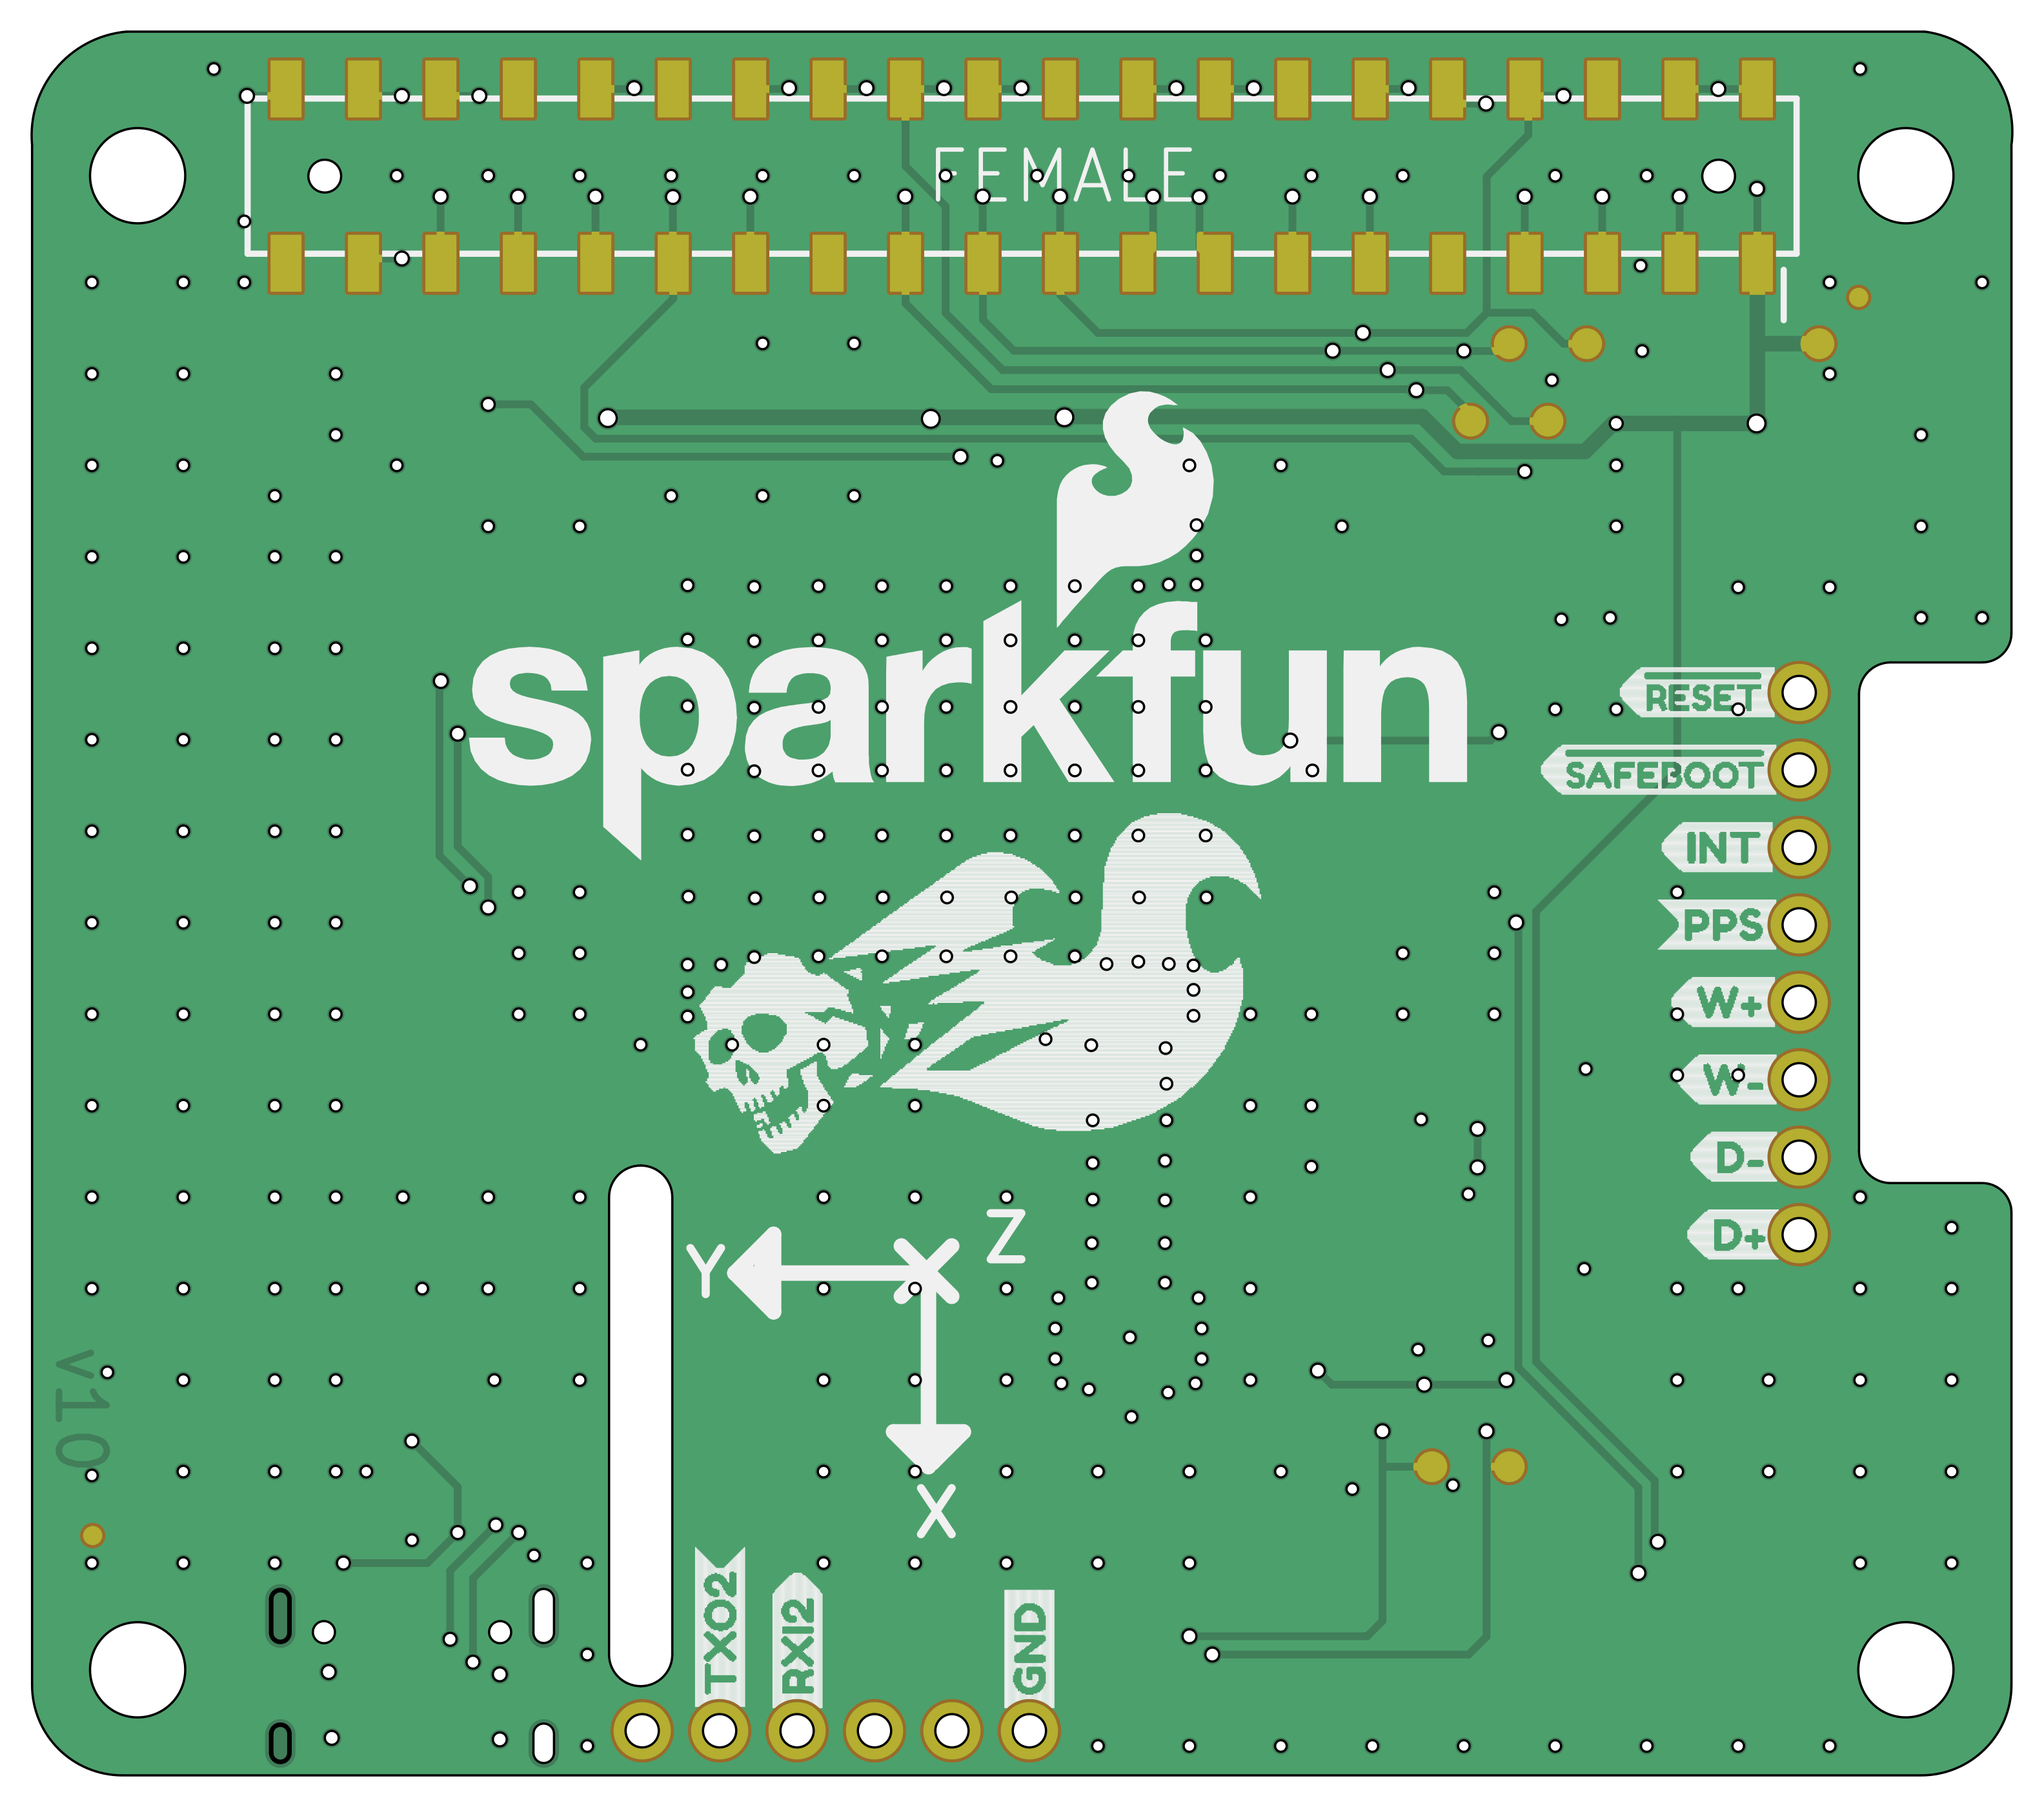 FEMALE
sparkfun
RESET
SAFEBOOT
INT
PPS
W+
W-
D-
D+
Z
Y
X
v10
TXO2
RXI2
GND